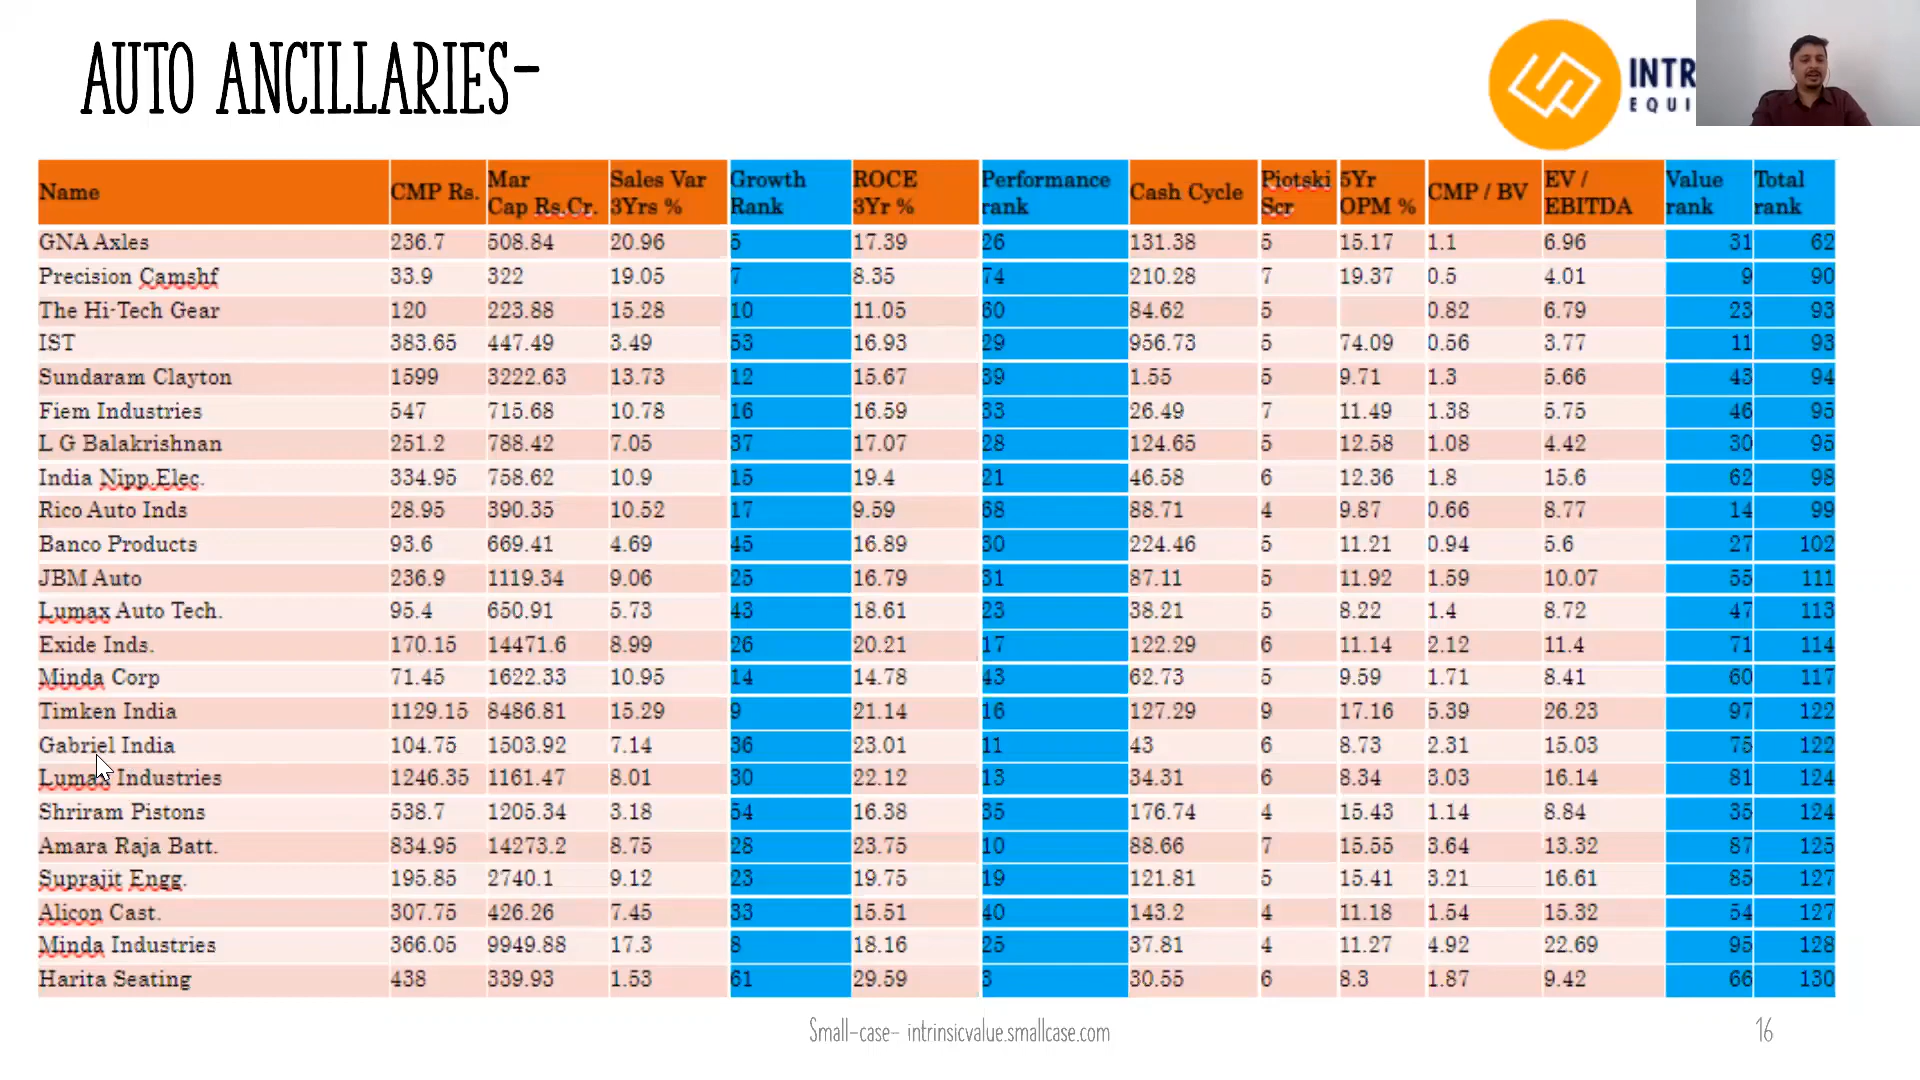 AUTO ANCILLARIES-
INTR
EQUI
Name CMP Rs. Mar Cap Rs.Cr. Sales Var 3Yrs % Growth Rank ROCE 3Yr % Performance rank Cash Cycle Piotski Scr 5Yr OPM % CMP / BV EV / EBITDA Value rank Total rank
GNA Axles 236.7 508.84 20.96 5 17.39 26 131.38 5 15.17 1.1 6.96 31 62
Precision Camshf 33.9 322 19.05 7 8.35 74 210.28 7 19.37 0.5 4.01 9 90
The Hi-Tech Gear 120 223.88 15.28 10 11.05 60 84.62 5 0.82 6.79 23 93
IST 383.65 447.49 3.49 53 16.93 29 956.73 5 74.09 0.56 3.77 11 93
Sundaram Clayton 1599 3222.63 13.73 12 15.67 39 1.55 5 9.71 1.3 5.66 43 94
Fiem Industries 547 715.68 10.78 16 16.59 33 26.49 7 11.49 1.38 5.75 46 95
L G Balakrishnan 251.2 788.42 7.05 37 17.07 28 124.65 5 12.58 1.08 4.42 30 95
India Nipp.Elec. 334.95 758.62 10.9 15 19.4 21 46.58 6 12.36 1.8 15.6 62 98
Rico Auto Inds 28.95 390.35 10.52 17 9.59 68 88.71 4 9.87 0.66 8.77 14 99
Banco Products 93.6 669.41 4.69 45 16.89 30 224.46 5 11.21 0.94 5.6 27 102
JBM Auto 236.9 1119.34 9.06 25 16.79 31 87.11 5 11.92 1.59 10.07 55 111
Lumax Auto Tech. 95.4 650.91 5.73 43 18.61 23 38.21 5 8.22 1.4 8.72 47 113
Exide Inds. 170.15 14471.6 8.99 26 20.21 17 122.29 6 11.14 2.12 11.4 71 114
Minda Corp 71.45 1622.33 10.95 14 14.78 43 62.73 5 9.59 1.71 8.41 60 117
Timken India 1129.15 8486.81 15.29 9 21.14 16 127.29 9 17.16 5.39 26.23 97 122
Gabriel India 104.75 1503.92 7.14 36 23.01 11 43 6 8.73 2.31 15.03 75 122
Lumax Industries 1246.35 1161.47 8.01 30 22.12 13 34.31 6 8.34 3.03 16.14 81 124
Shriram Pistons 538.7 1205.34 3.18 54 16.38 35 176.74 4 15.43 1.14 8.84 35 124
Amara Raja Batt. 834.95 14273.2 8.75 28 23.75 10 88.66 7 15.55 3.64 13.32 87 125
Suprajit Engg. 195.85 2740.1 9.12 23 19.75 19 121.81 5 15.41 3.21 16.61 85 127
Alicon Cast. 307.75 426.26 7.45 33 15.51 40 143.2 4 11.18 1.54 15.32 54 127
Minda Industries 366.05 9949.88 17.3 8 18.16 25 37.81 4 11.27 4.92 22.69 95 128
Harita Seating 438 339.93 1.53 61 29.59 3 30.55 6 8.3 1.87 9.42 66 130
Small-case- intrinsicvalue.smallcase.com
16